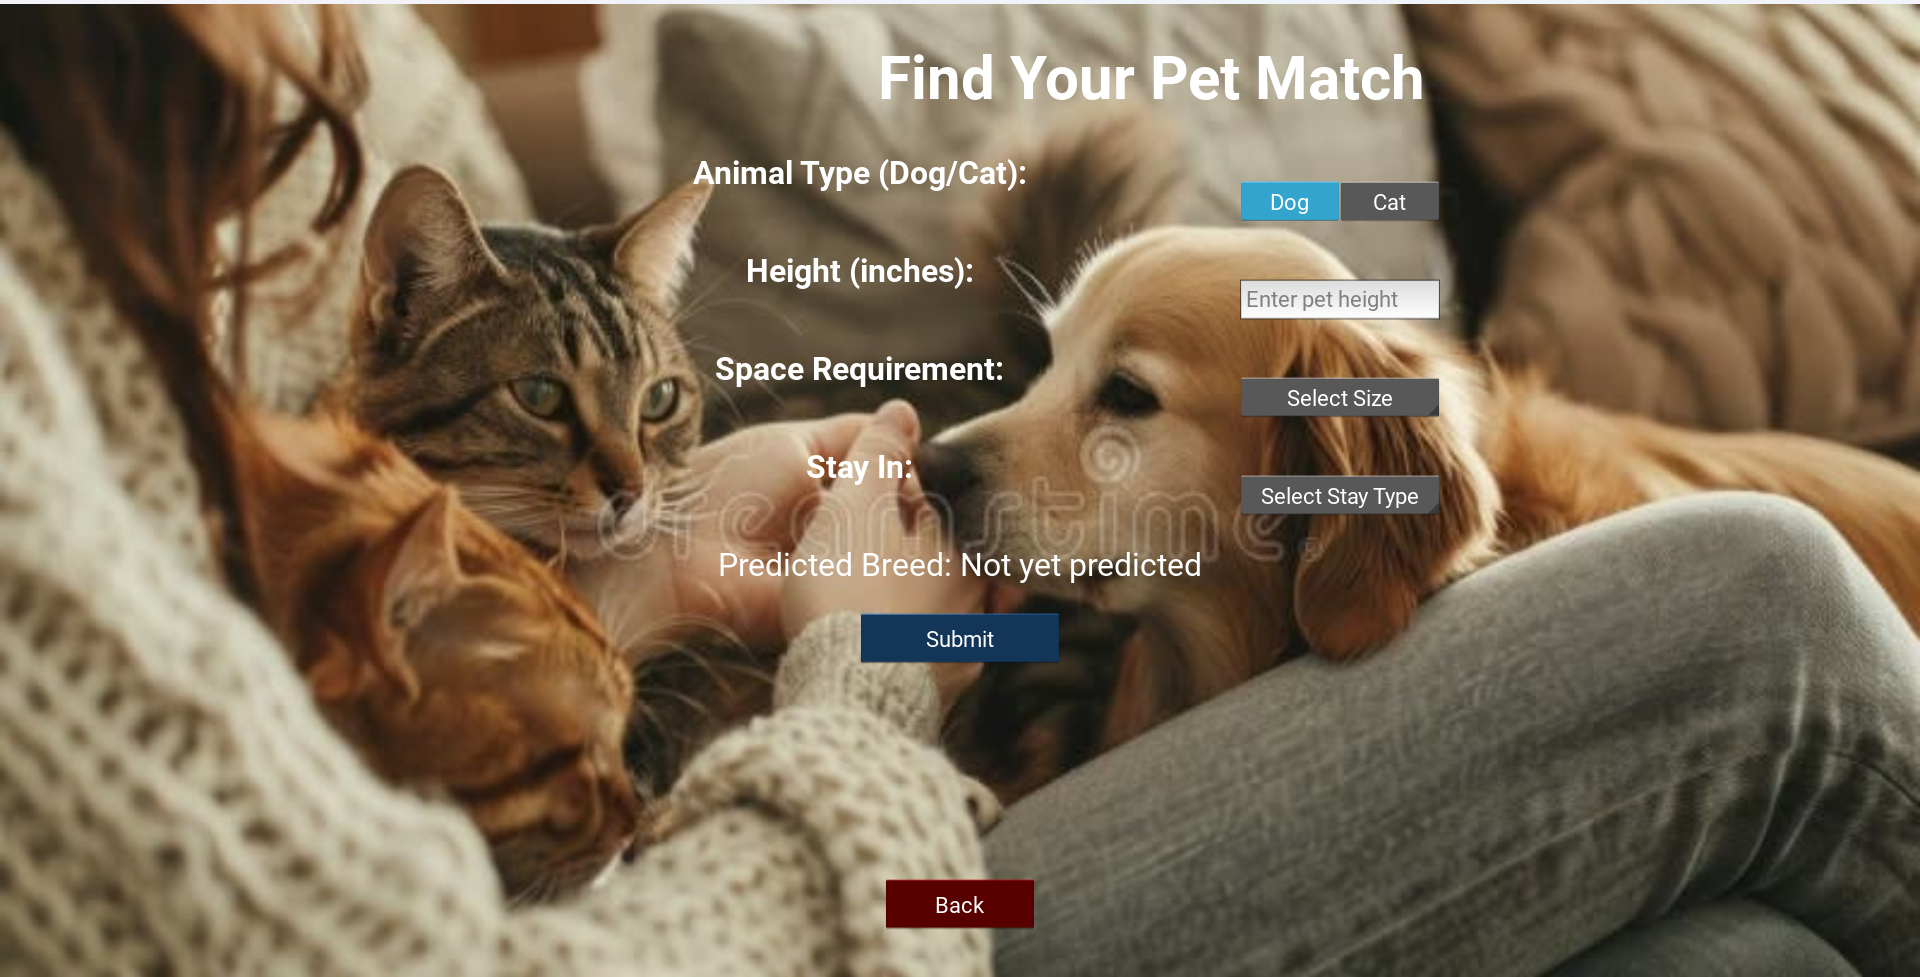 Find Your Pet Match
Animal Type (Dog/Cat):
Dog Cat
Height (inches):
Enter pet height
Space Requirement:
Select Size
Stay In:
Select Stay Type
dreamstime
Predicted Breed: Not yet predicted
Submit
Back